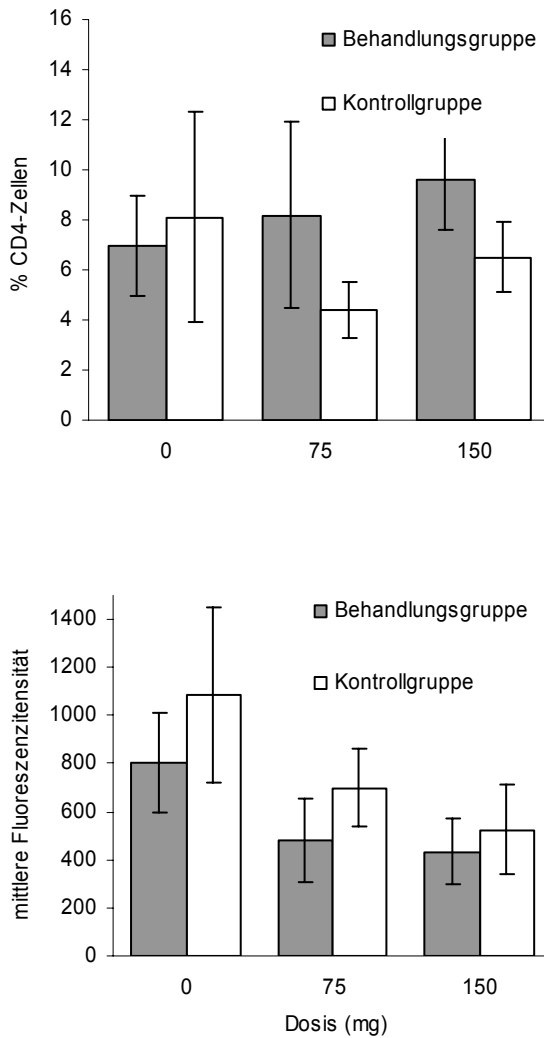 16
14
12
10
8
6
4
2
0
% CD4-Zellen
Behandlungsgruppe
Kontrollgruppe
0 75 150
1400
1200
1000
800
600
400
200
0
mittlere Fluoreszenzitensität
Behandlungsgruppe
Kontrollgruppe
0 75 150
Dosis (mg)